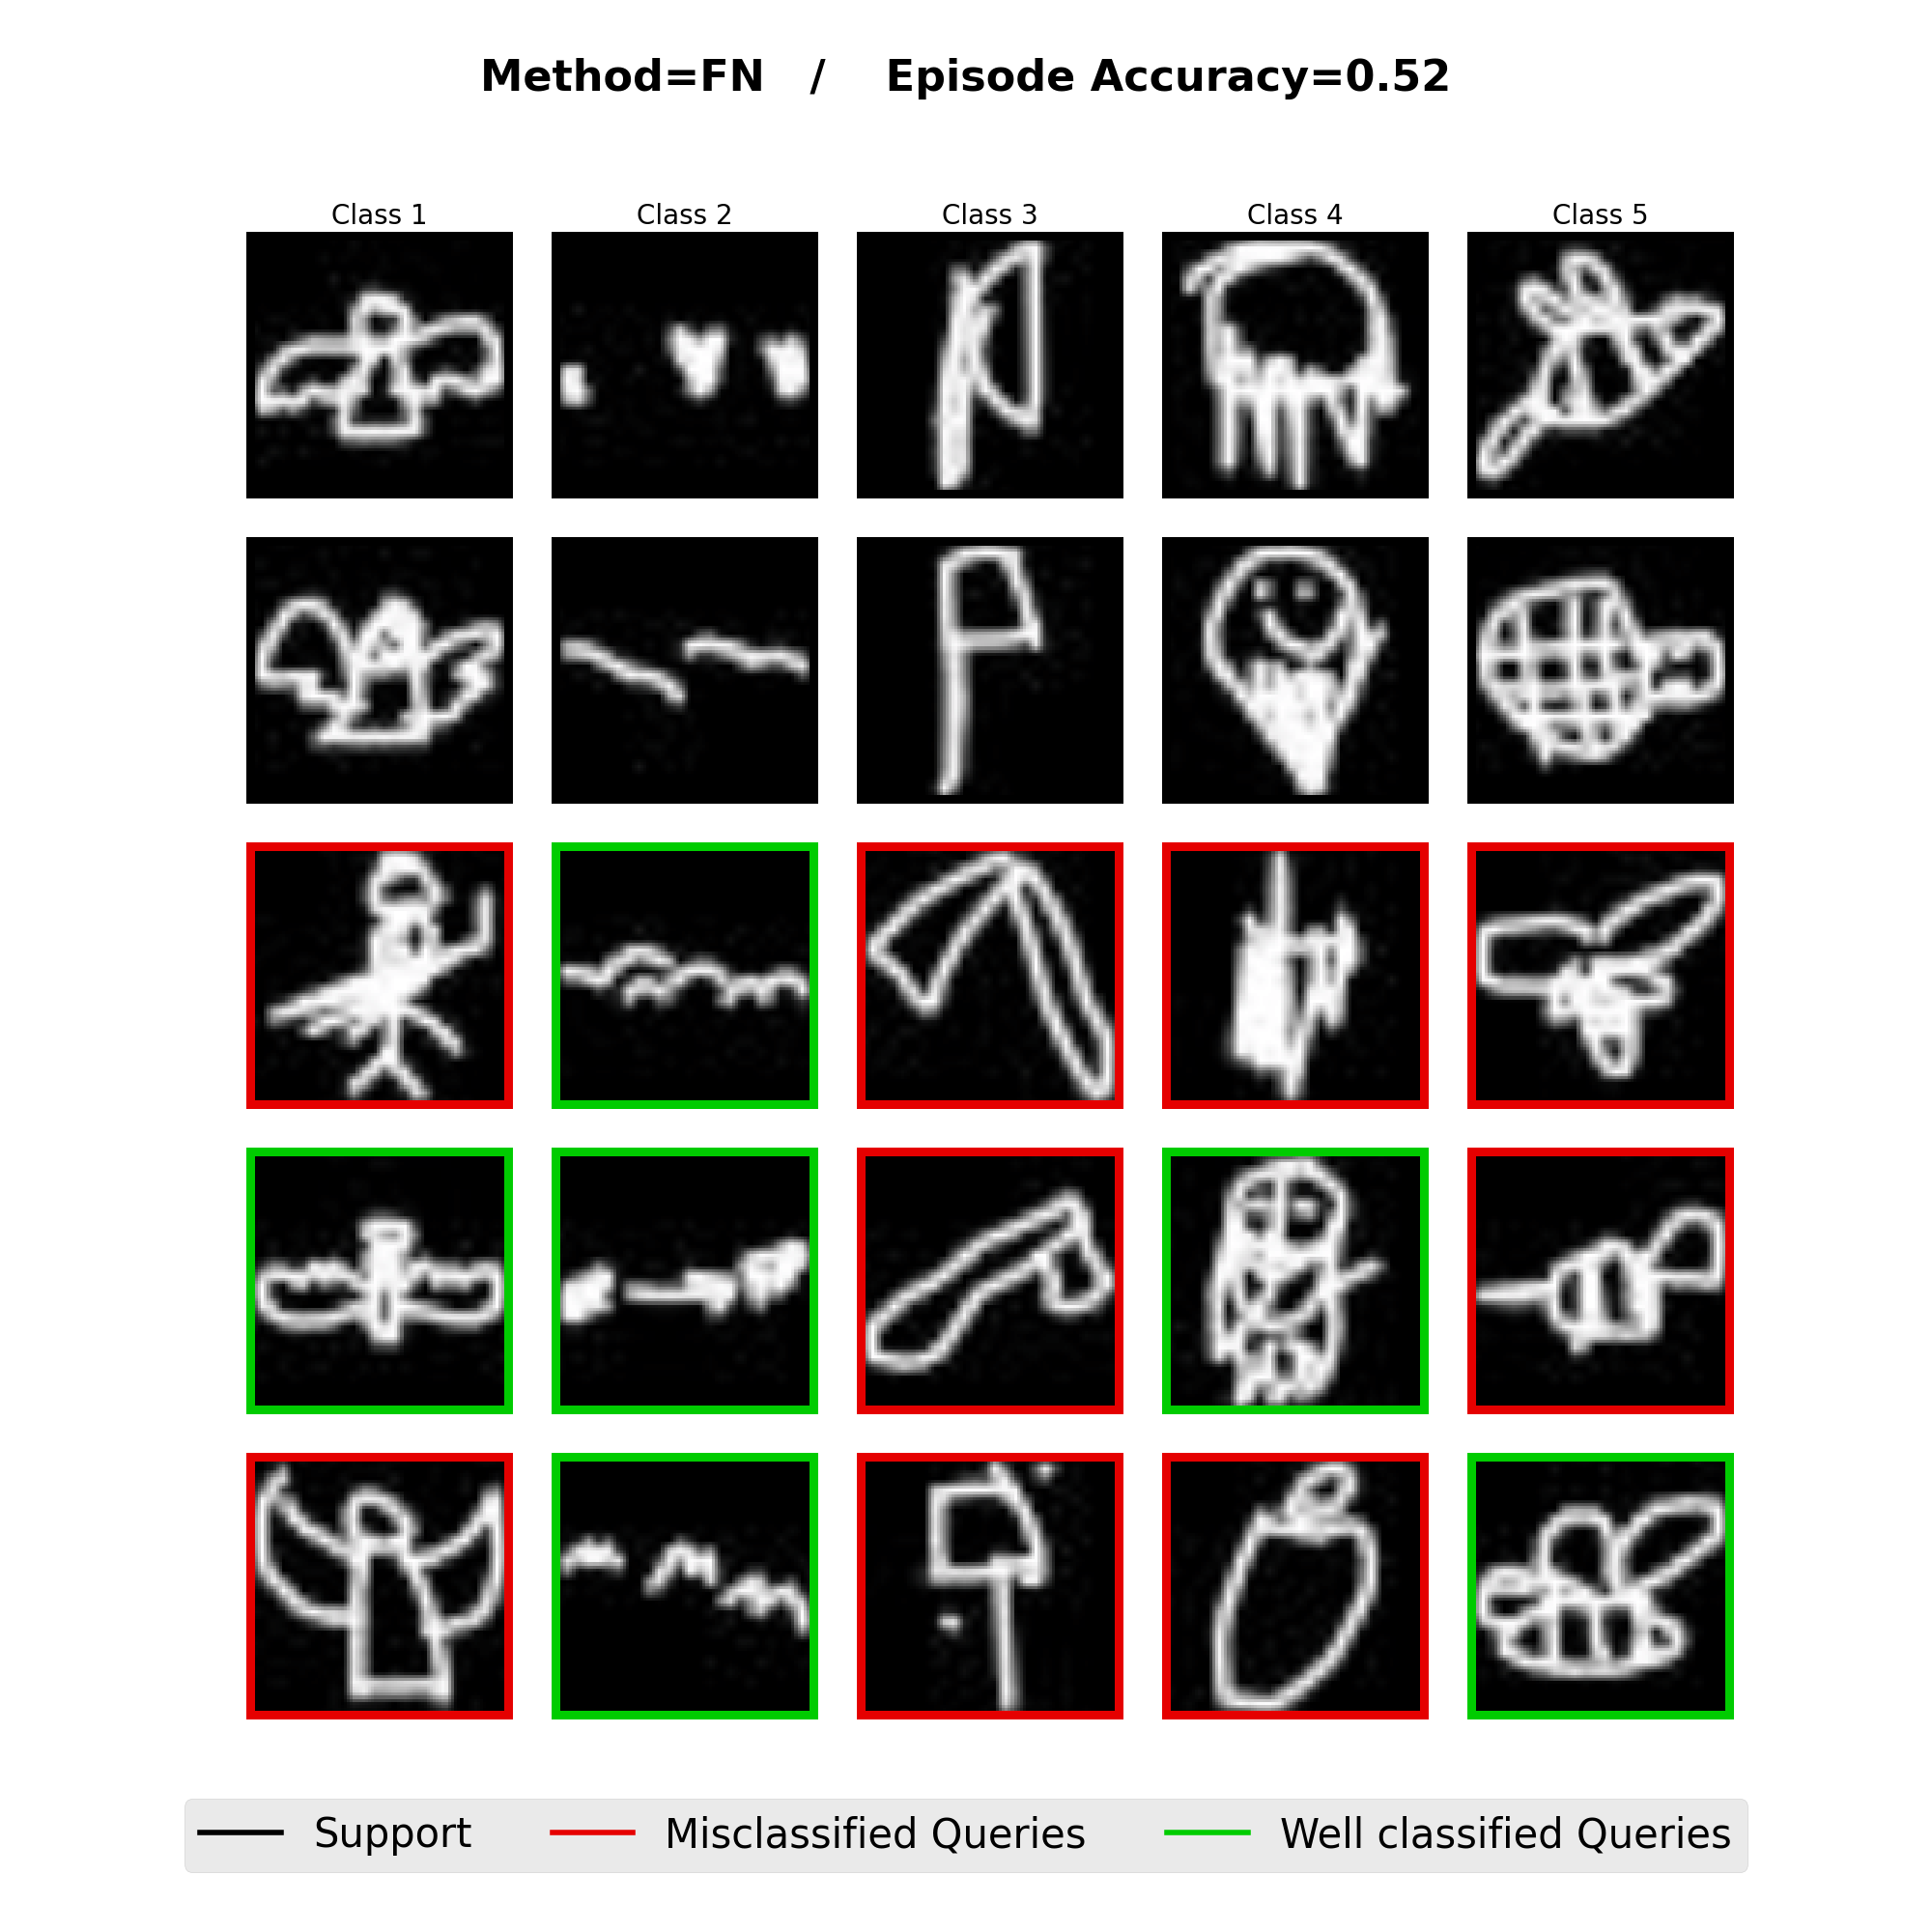 Method=FN / Episode Accuracy=0.52
Class 1 Class 2 Class 3 Class 4 Class 5
Support Misclassified Queries Well classified Queries